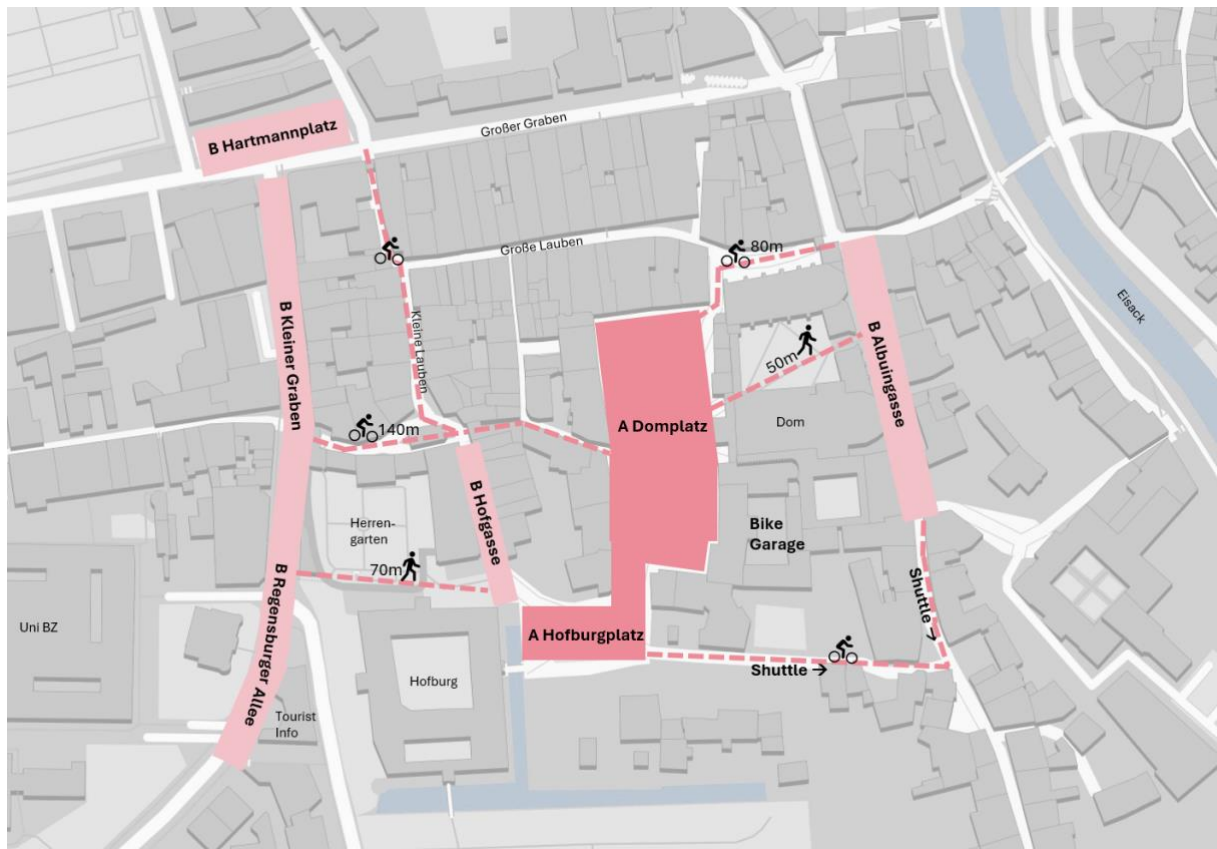 Großer Graben
B Hartmannplatz
Große Lauben
80m
Eisack
B Kleiner Graben
Kleine Lauben
50m
B Albuingasse
140m
A Domplatz
Dom
B Hofgasse
Herren-
garten
Bike
Garage
70m
B Regensburger Allee
Shuttle →
Uni BZ
A Hofburgplatz
Shuttle →
Hofburg
Tourist
Info